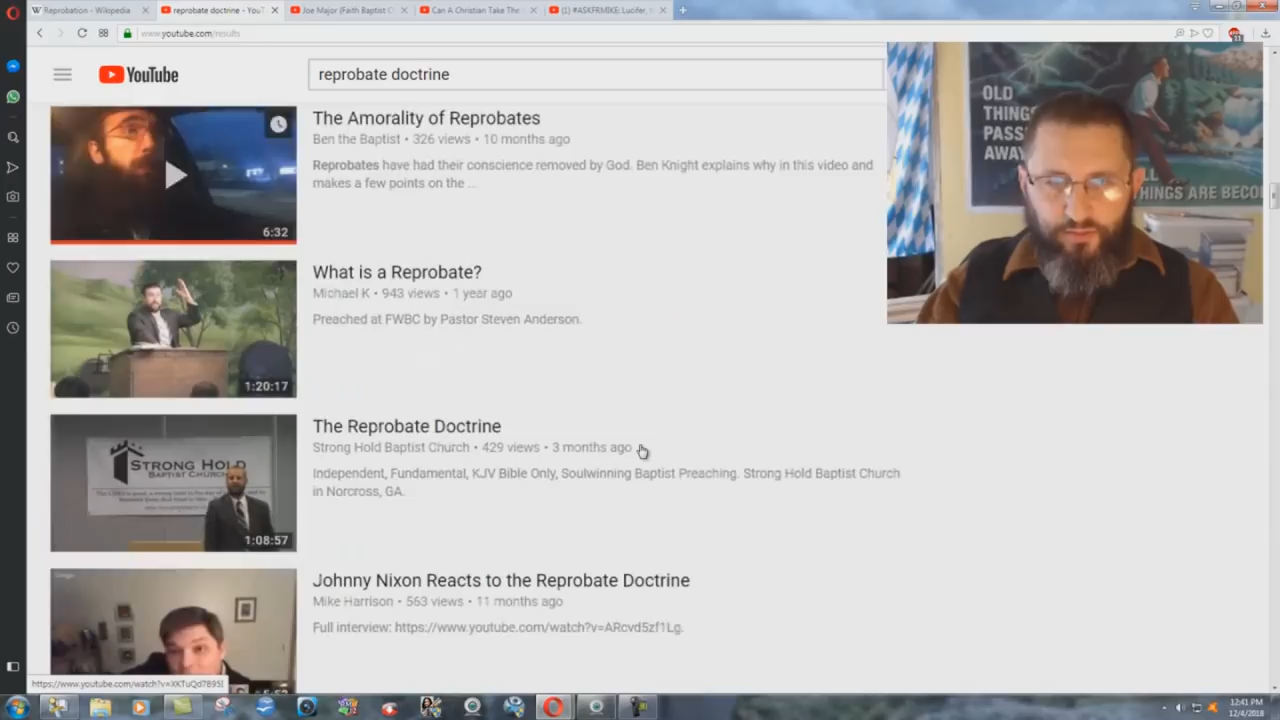 Reprobation - Wikipedia
reprobate doctrine - YouT
Joe Major (Faith Baptist C
Can A Christian Take The
(1) #ASKFRMIKE: Lucifer,
www.youtube.com/results
11
YouTube
reprobate doctrine
OLD
THINGS
PASS
AWAY
ALL
THINGS ARE BECO
The Amorality of Reprobates
Ben the Baptist • 326 views • 10 months ago
Reprobates have had their conscience removed by God. Ben Knight explains why in this video and
makes a few points on the ...
6:32
What is a Reprobate?
Michael K • 943 views • 1 year ago
Preached at FWBC by Pastor Steven Anderson.
1:20:17
The Reprobate Doctrine
Strong Hold Baptist Church • 429 views • 3 months ago
Independent, Fundamental, KJV Bible Only, Soulwinning Baptist Preaching. Strong Hold Baptist Church
in Norcross, GA.
STRONG HOLD
BAPTIST CHURCH
1:08:57
Johnny Nixon Reacts to the Reprobate Doctrine
Mike Harrison • 563 views • 11 months ago
Full interview: https://www.youtube.com/watch?v=ARcvd5zf1Lg.
12:41 PM
12/4/2018